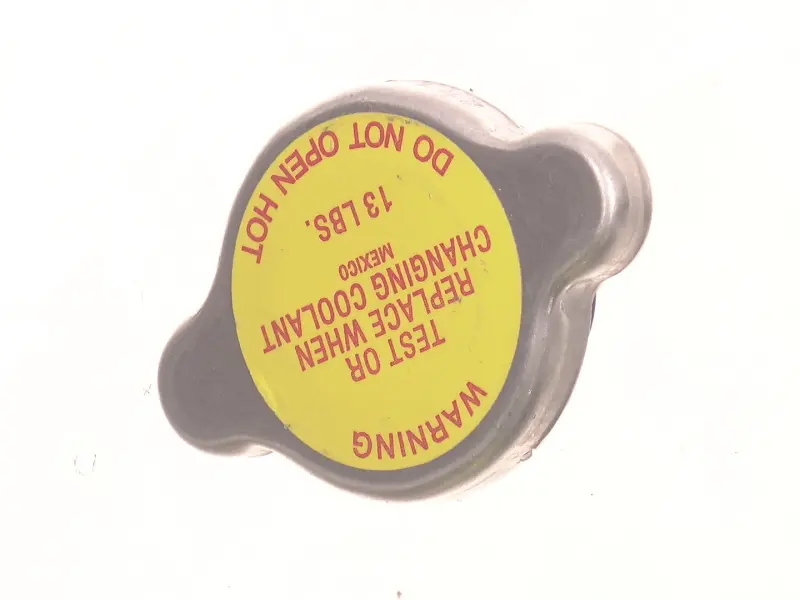 WARNING
TEST OR
REPLACE WHEN
CHANGING COOLANT
MEXICO
13 LBS.
DO NOT OPEN HOT